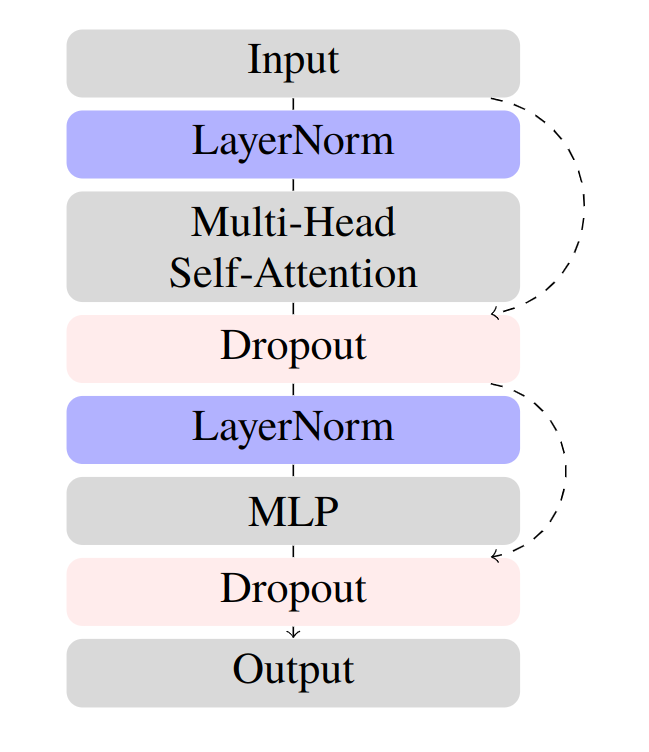 Input
LayerNorm
Multi-Head
Self-Attention
Dropout
LayerNorm
MLP
Dropout
Output